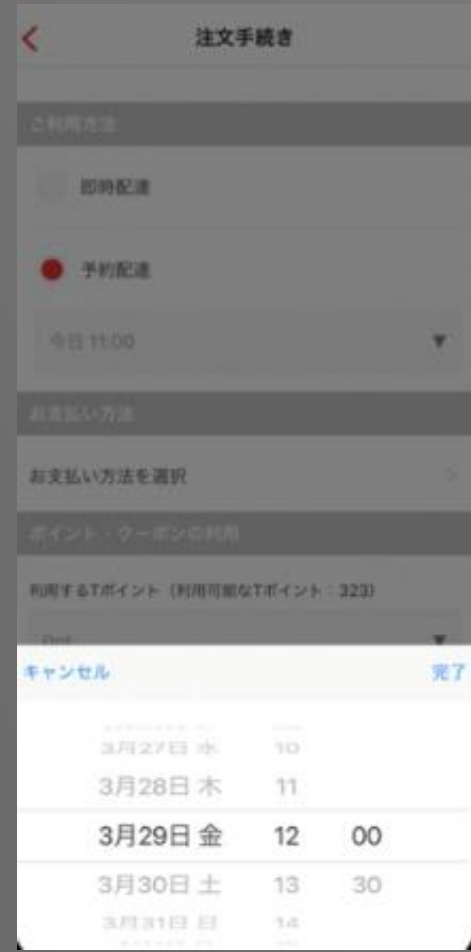 注文手続き
ご利用方法
即時配達
予約配達
今日 11:00
お支払い方法
お支払い方法を選択
ポイント・クーポンの利用
利用するTポイント（利用可能なTポイント：323）
キャンセル 完了
3月27日 水 10
3月28日 木 11
3月29日 金 12 00
3月30日 土 13 30
3月31日 日 14